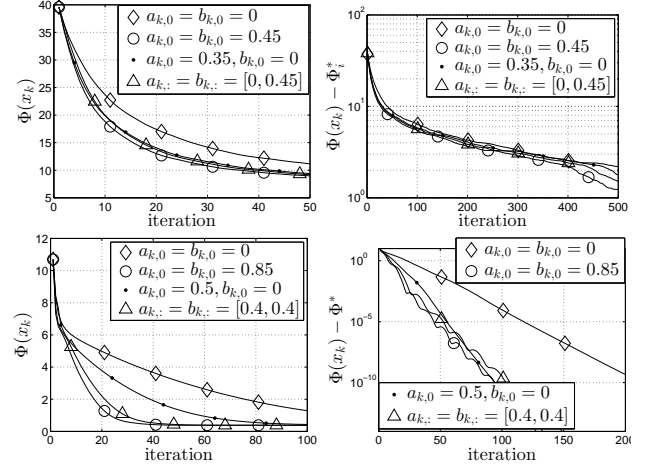 40
35
30
25
20
15
10
5
0 10 20 30 40 50
Φ(x_k)
iteration
a_{k,0} = b_{k,0} = 0
a_{k,0} = b_{k,0} = 0.45
a_{k,0} = 0.35, b_{k,0} = 0
a_{k,:} = b_{k,:} = [0, 0.45]
10^2
10^1
10^0
0 100 200 300 400 500
Φ(x_k) − Φ_i^*
iteration
a_{k,0} = b_{k,0} = 0
a_{k,0} = b_{k,0} = 0.45
a_{k,0} = 0.35, b_{k,0} = 0
a_{k,:} = b_{k,:} = [0, 0.45]
12
10
8
6
4
2
0
0 20 40 60 80 100
Φ(x_k)
iteration
a_{k,0} = b_{k,0} = 0
a_{k,0} = b_{k,0} = 0.85
a_{k,0} = 0.5, b_{k,0} = 0
a_{k,:} = b_{k,:} = [0.4, 0.4]
10^0
10^{-5}
10^{-10}
0 50 100 150 200
Φ(x_k) − Φ^*
iteration
a_{k,0} = b_{k,0} = 0
a_{k,0} = b_{k,0} = 0.85
a_{k,0} = 0.5, b_{k,0} = 0
a_{k,:} = b_{k,:} = [0.4, 0.4]